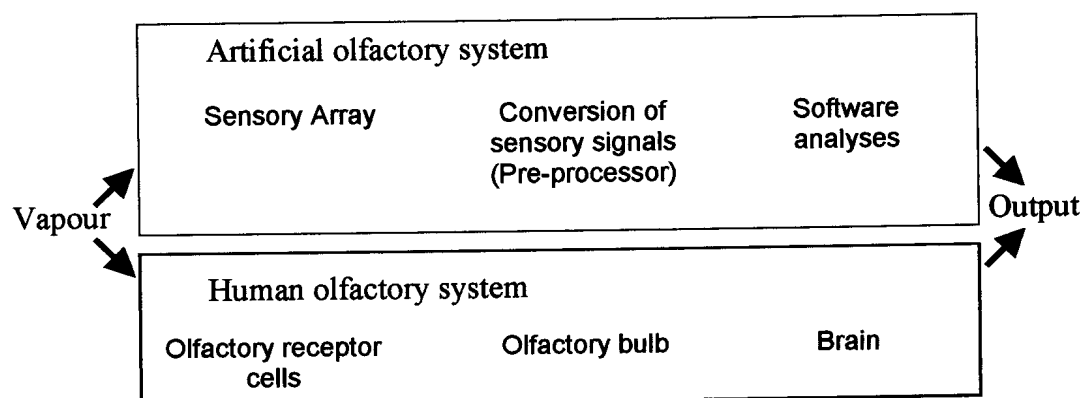 Artificial olfactory system
Sensory Array
Conversion of
sensory signals
(Pre-processor)
Software
analyses
Vapour
Output
Human olfactory system
Olfactory receptor
cells
Olfactory bulb
Brain